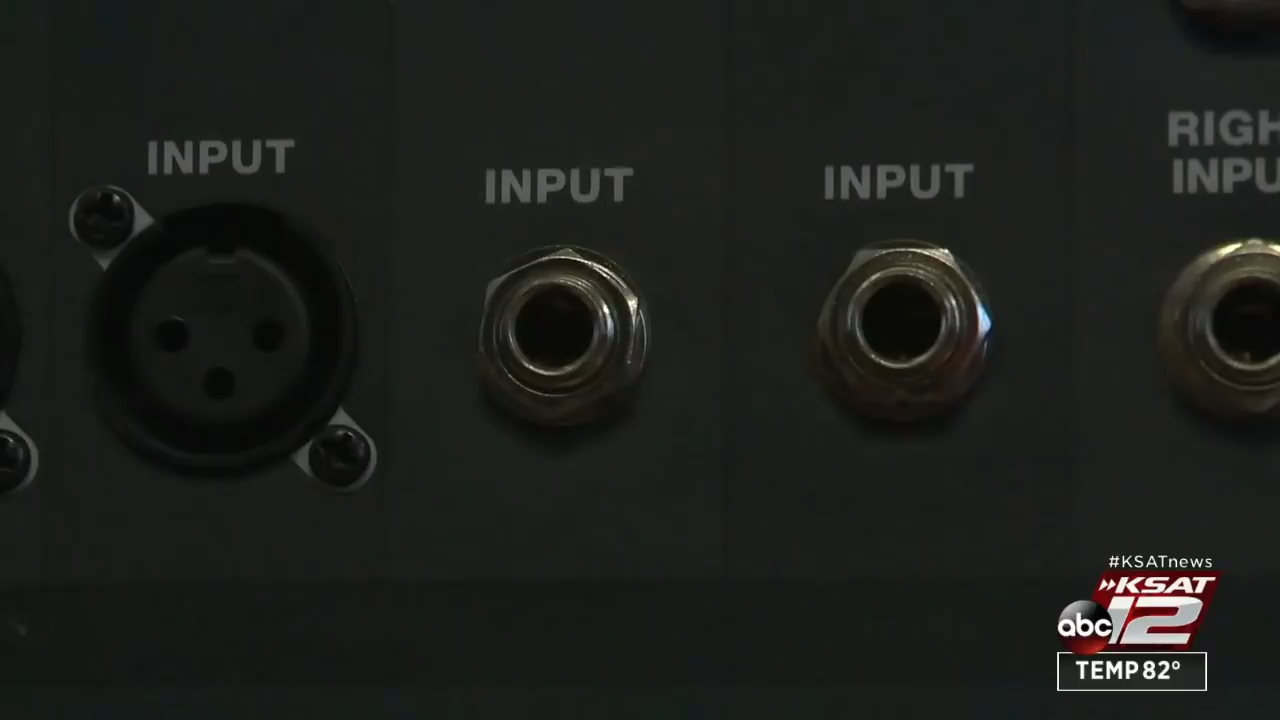 INPUT
INPUT
INPUT
RIGH
INPU
#KSATnews
KSAT
abc 12
TEMP 82°